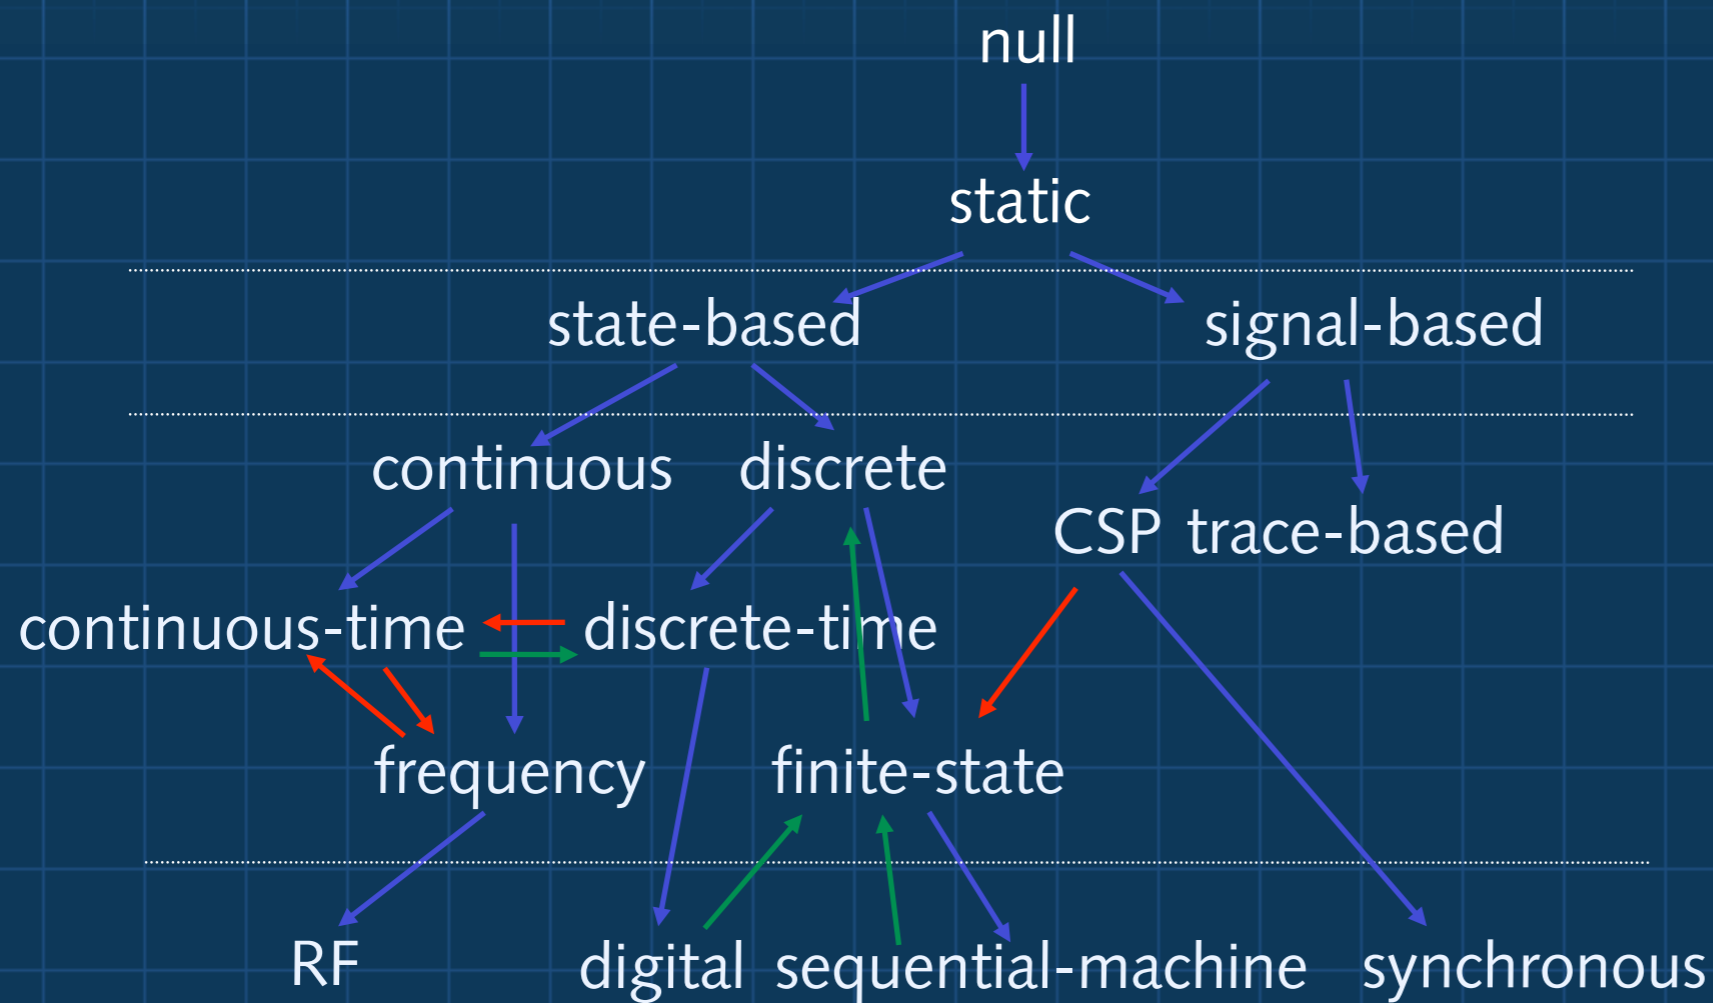 null
static
state-based signal-based
continuous discrete
CSP trace-based
continuous-time discrete-time
frequency finite-state
RF digital sequential-machine synchronous